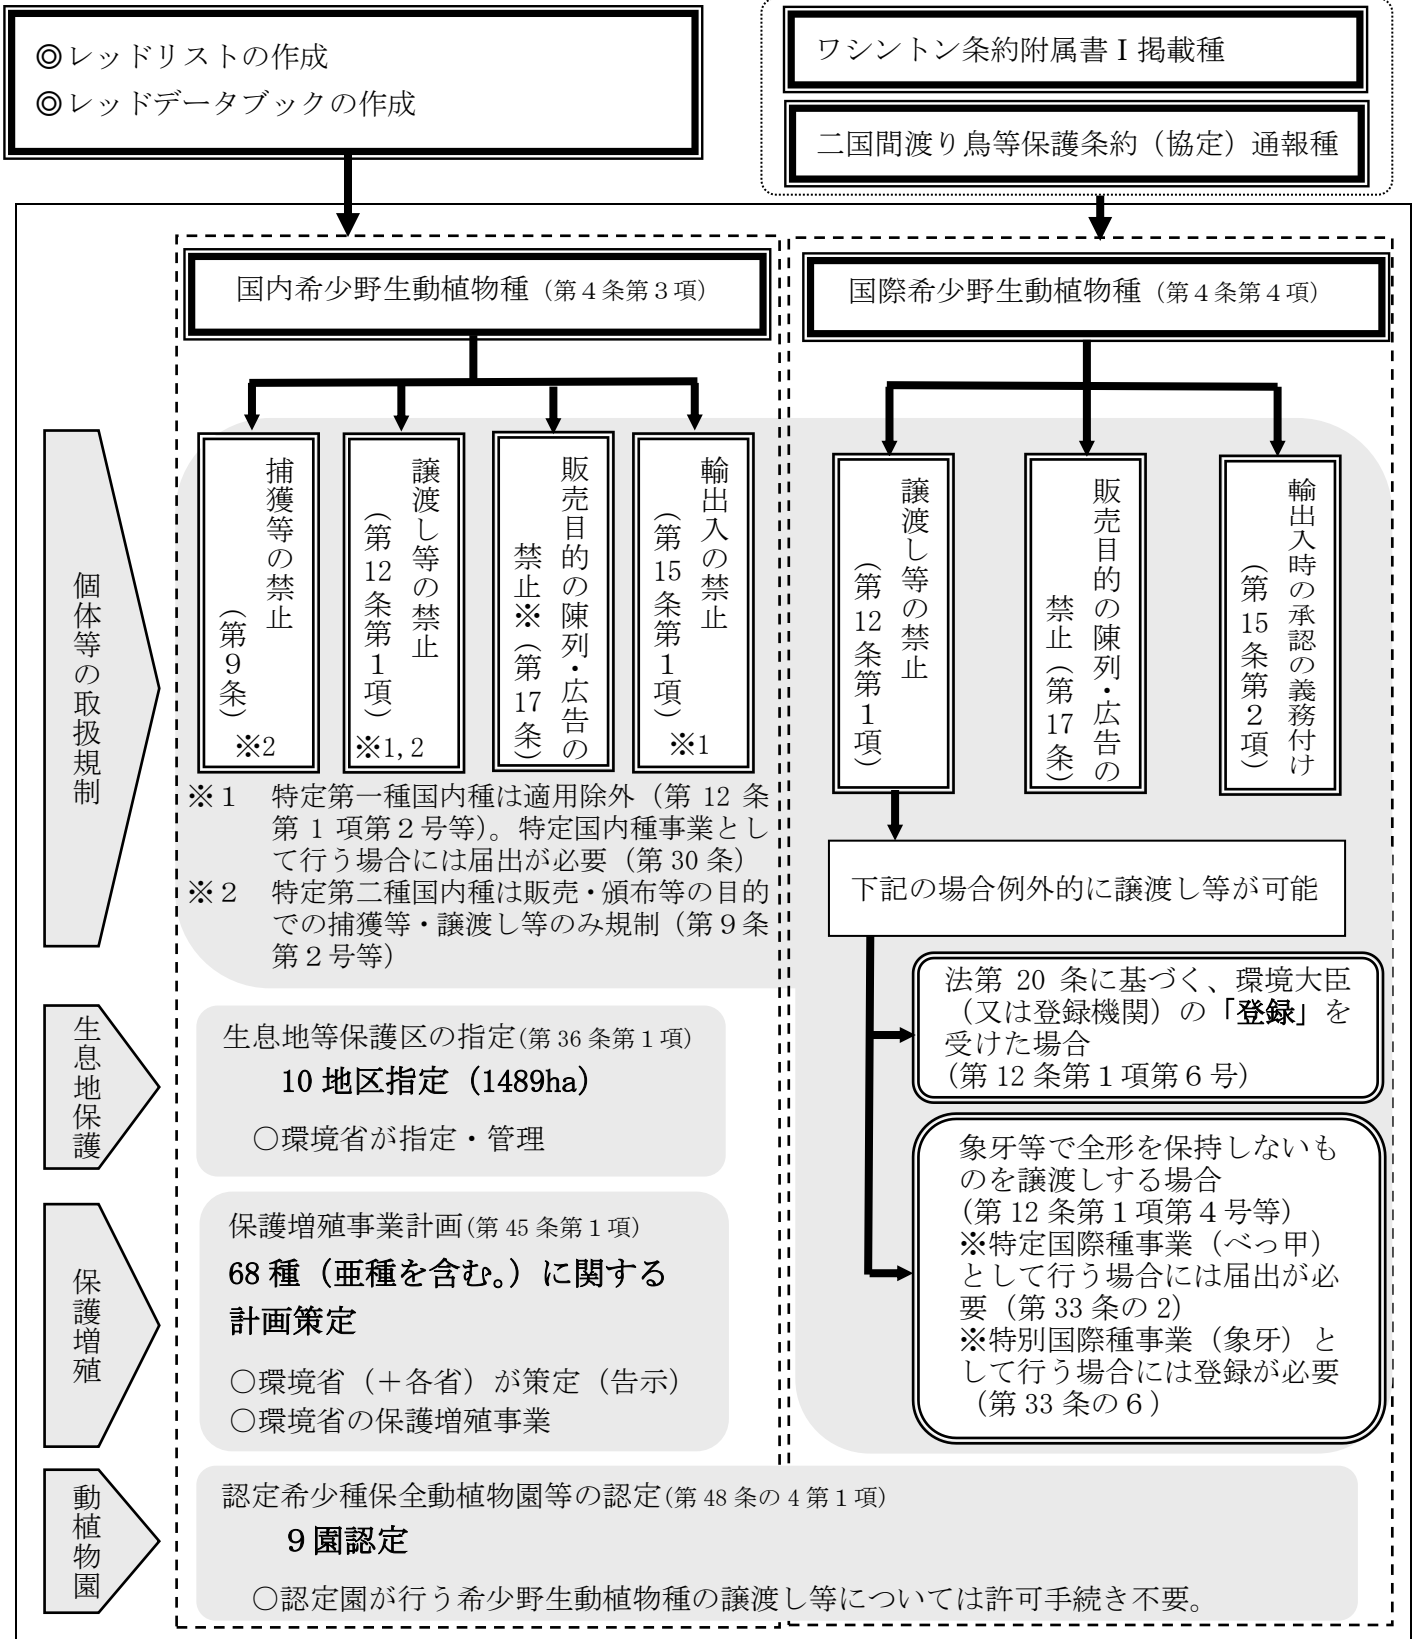 ◎レッドリストの作成
◎レッドデータブックの作成
ワシントン条約附属書Ⅰ掲載種
二国間渡り鳥等保護条約（協定）通報種
国内希少野生動植物種（第４条第３項）
国際希少野生動植物種（第４条第４項）
個体等の取扱規制
捕獲等の禁止
（第９条）
※2
譲渡し等の禁止
（第12条第１項）
※1,2
販売目的の陳列・広告の
禁止※（第17条）
輸出入の禁止
（第15条第１項）
※1
譲渡し等の禁止
（第12条第１項）
販売目的の陳列・広告の
禁止（第17条）
輸出入時の承認の義務付け
（第15条第２項）
※１　特定第一種国内種は適用除外（第 12 条
第 1 項第２号等）。特定国内種事業とし
て行う場合には届出が必要（第 30 条）
※２　特定第二種国内種は販売・頒布等の目的
での捕獲等・譲渡し等のみ規制（第９条
第２号等）
下記の場合例外的に譲渡し等が可能
法第 20 条に基づく、環境大臣
（又は登録機関）の「登録」を
受けた場合
(第 12 条第１項第６号)
象牙等で全形を保持しないも
のを譲渡しする場合
(第 12 条第１項第４号等)
※特定国際種事業（べっ甲）
として行う場合には届出が必
要（第 33 条の 2）
※特別国際種事業（象牙）と
して行う場合には登録が必要
（第 33 条の６）
生息地保護
生息地等保護区の指定(第 36 条第１項)
10 地区指定（1489ha）
○環境省が指定・管理
保護増殖
保護増殖事業計画(第 45 条第１項)
68 種（亜種を含む。）に関する
計画策定
○環境省（＋各省）が策定（告示）
○環境省の保護増殖事業
動植物園
認定希少種保全動植物園等の認定(第 48 条の 4 第１項)
９園認定
○認定園が行う希少野生動植物種の譲渡し等については許可手続き不要。